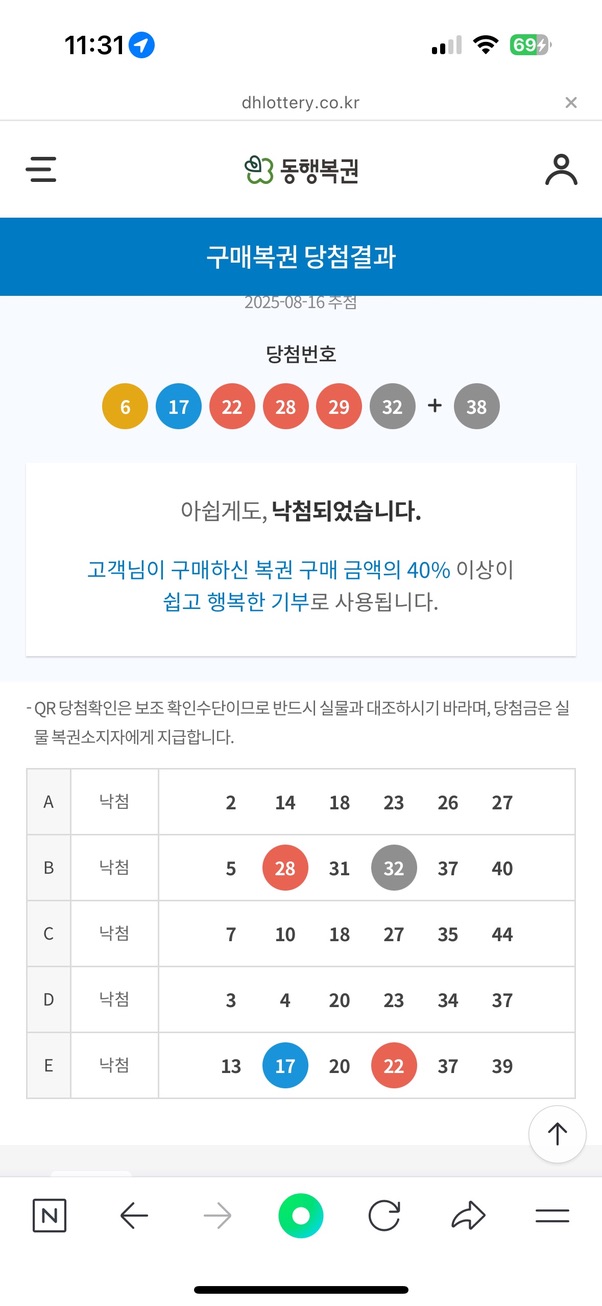 11:31 69
dhlottery.co.kr ×
동행복권
구매복권 당첨결과
2025-08-16 추첨
당첨번호
6 17 22 28 29 32 + 38
아쉽게도, 낙첨되었습니다.
고객님이 구매하신 복권 구매 금액의 40% 이상이
쉽고 행복한 기부로 사용됩니다.
- QR 당첨확인은 보조 확인수단이므로 반드시 실물과 대조하시기 바라며, 당첨금은 실
물 복권소지자에게 지급합니다.
A 낙첨 2 14 18 23 26 27
B 낙첨 5 28 31 32 37 40
C 낙첨 7 10 18 27 35 44
D 낙첨 3 4 20 23 34 37
E 낙첨 13 17 20 22 37 39
N